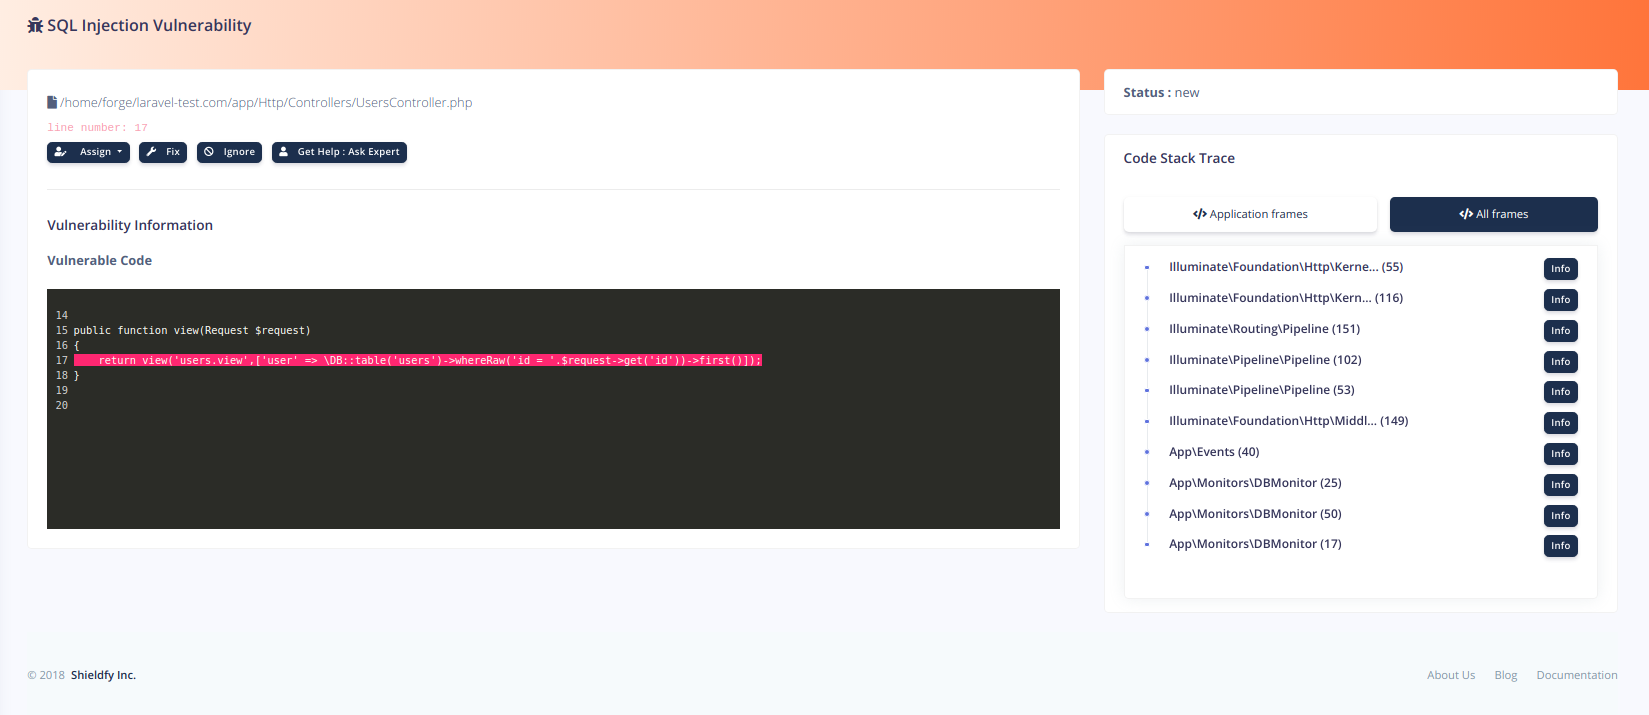 SQL Injection Vulnerability
/home/forge/laravel-test.com/app/Http/Controllers/UsersController.php
line number: 17
Assign
Fix
Ignore
Get Help : Ask Expert
Vulnerability Information
Vulnerable Code
14
15 public function view(Request $request)
16 {
17     return view('users.view',['user' => \DB::table('users')->whereRaw('id = '.$request->get('id'))->first()]);
18 }
19
20
Status : new
Code Stack Trace
</> Application frames
</> All frames
Illuminate\Foundation\Http\Kerne... (55) Info
Illuminate\Foundation\Http\Kern... (116) Info
Illuminate\Routing\Pipeline (151) Info
Illuminate\Pipeline\Pipeline (102) Info
Illuminate\Pipeline\Pipeline (53) Info
Illuminate\Foundation\Http\Middl... (149) Info
App\Events (40) Info
App\Monitors\DBMonitor (25) Info
App\Monitors\DBMonitor (50) Info
App\Monitors\DBMonitor (17) Info
© 2018 Shieldfy Inc.
About Us Blog Documentation